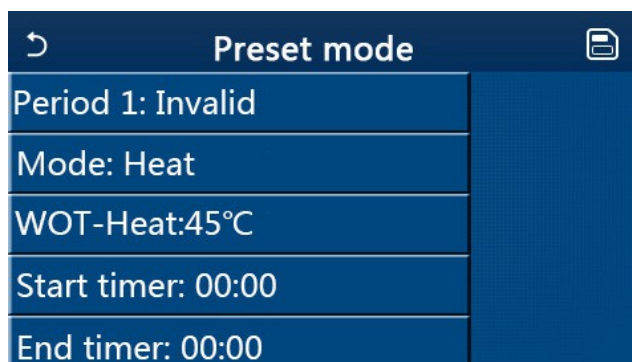 Preset mode
Period 1: Invalid
Mode: Heat
WOT-Heat:45℃
Start timer: 00:00
End timer: 00:00